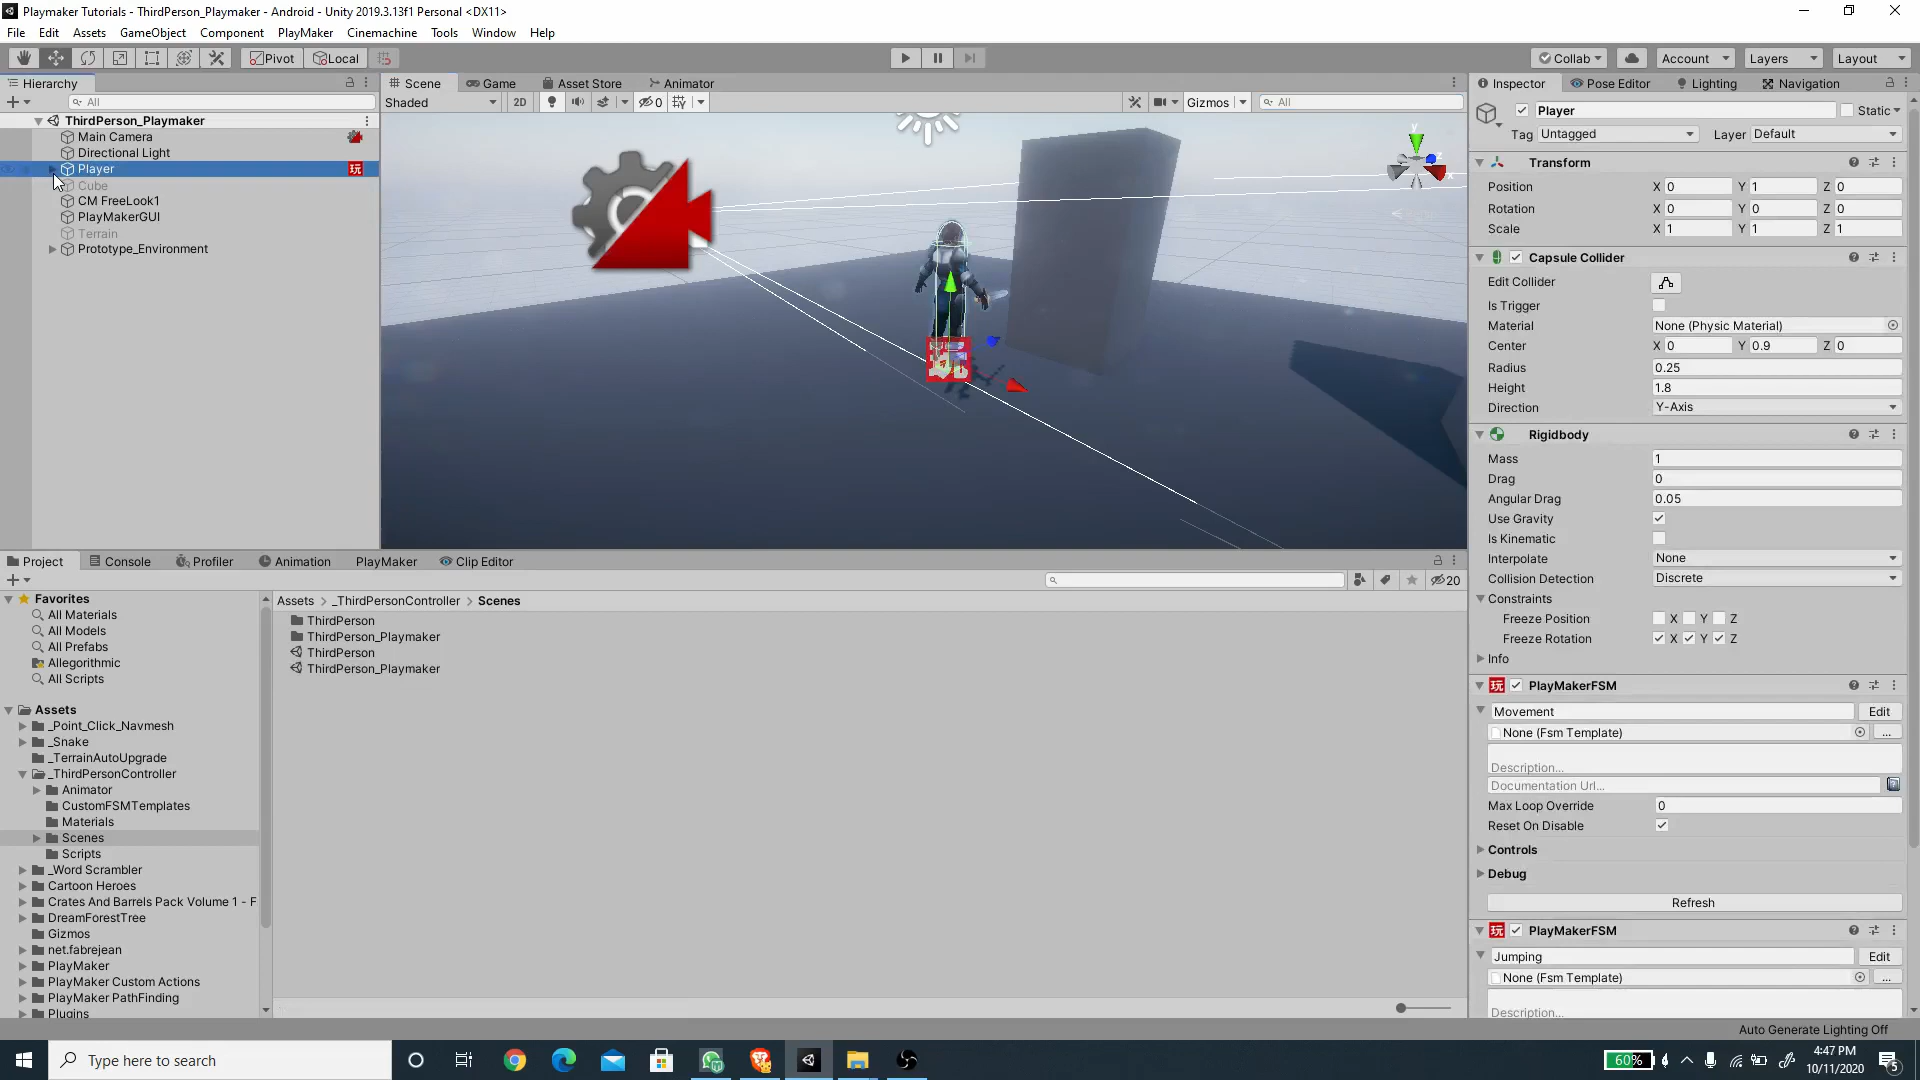 Playmaker Tutorials - ThirdPerson_Playmaker - Android - Unity 2019.3.13f1 Personal <DX11>
File Edit Assets GameObject Component PlayMaker Cinemachine Tools Window Help
Pivot Local Collab Account Layers Layout
Hierarchy
All
ThirdPerson_Playmaker
Main Camera
Directional Light
Player
玩
Cube
CM FreeLook1
PlayMakerGUI
Terrain
Prototype_Environment
Scene Game Asset Store Animator
Shaded 2D 0 Gizmos All
y
x
Inspector Pose Editor Lighting Navigation
Player Static
Tag Untagged Layer Default
Transform
Position X 0 Y 1 Z 0
Rotation X 0 Y 0 Z 0
Scale X 1 Y 1 Z 1
Capsule Collider
Edit Collider
Is Trigger
Material None (Physic Material)
Center X 0 Y 0.9 Z 0
Radius 0.25
Height 1.8
Direction Y-Axis
Rigidbody
Mass 1
Drag 0
Angular Drag 0.05
Use Gravity
Is Kinematic
Interpolate None
Collision Detection Discrete
Constraints
Freeze Position X Y Z
Freeze Rotation X Y Z
Info
玩 PlayMakerFSM
Movement Edit
None (Fsm Template) ...
Description...
Documentation Url...
Max Loop Override 0
Reset On Disable
Controls
Debug
Refresh
玩 PlayMakerFSM
Jumping Edit
None (Fsm Template) ...
Description...
Auto Generate Lighting Off
Project Console Profiler Animation PlayMaker Clip Editor
20
Favorites
All Materials
All Models
All Prefabs
Allegorithmic
All Scripts
Assets
_Point_Click_Navmesh
_Snake
_TerrainAutoUpgrade
_ThirdPersonController
Animator
CustomFSMTemplates
Materials
Scenes
Scripts
_Word Scrambler
Cartoon Heroes
Crates And Barrels Pack Volume 1 - F
DreamForestTree
Gizmos
net.fabrejean
PlayMaker
PlayMaker Custom Actions
PlayMaker PathFinding
Plugins
Assets > _ThirdPersonController > Scenes
ThirdPerson
ThirdPerson_Playmaker
ThirdPerson
ThirdPerson_Playmaker
Type here to search
60%
4:47 PM
10/11/2020
5